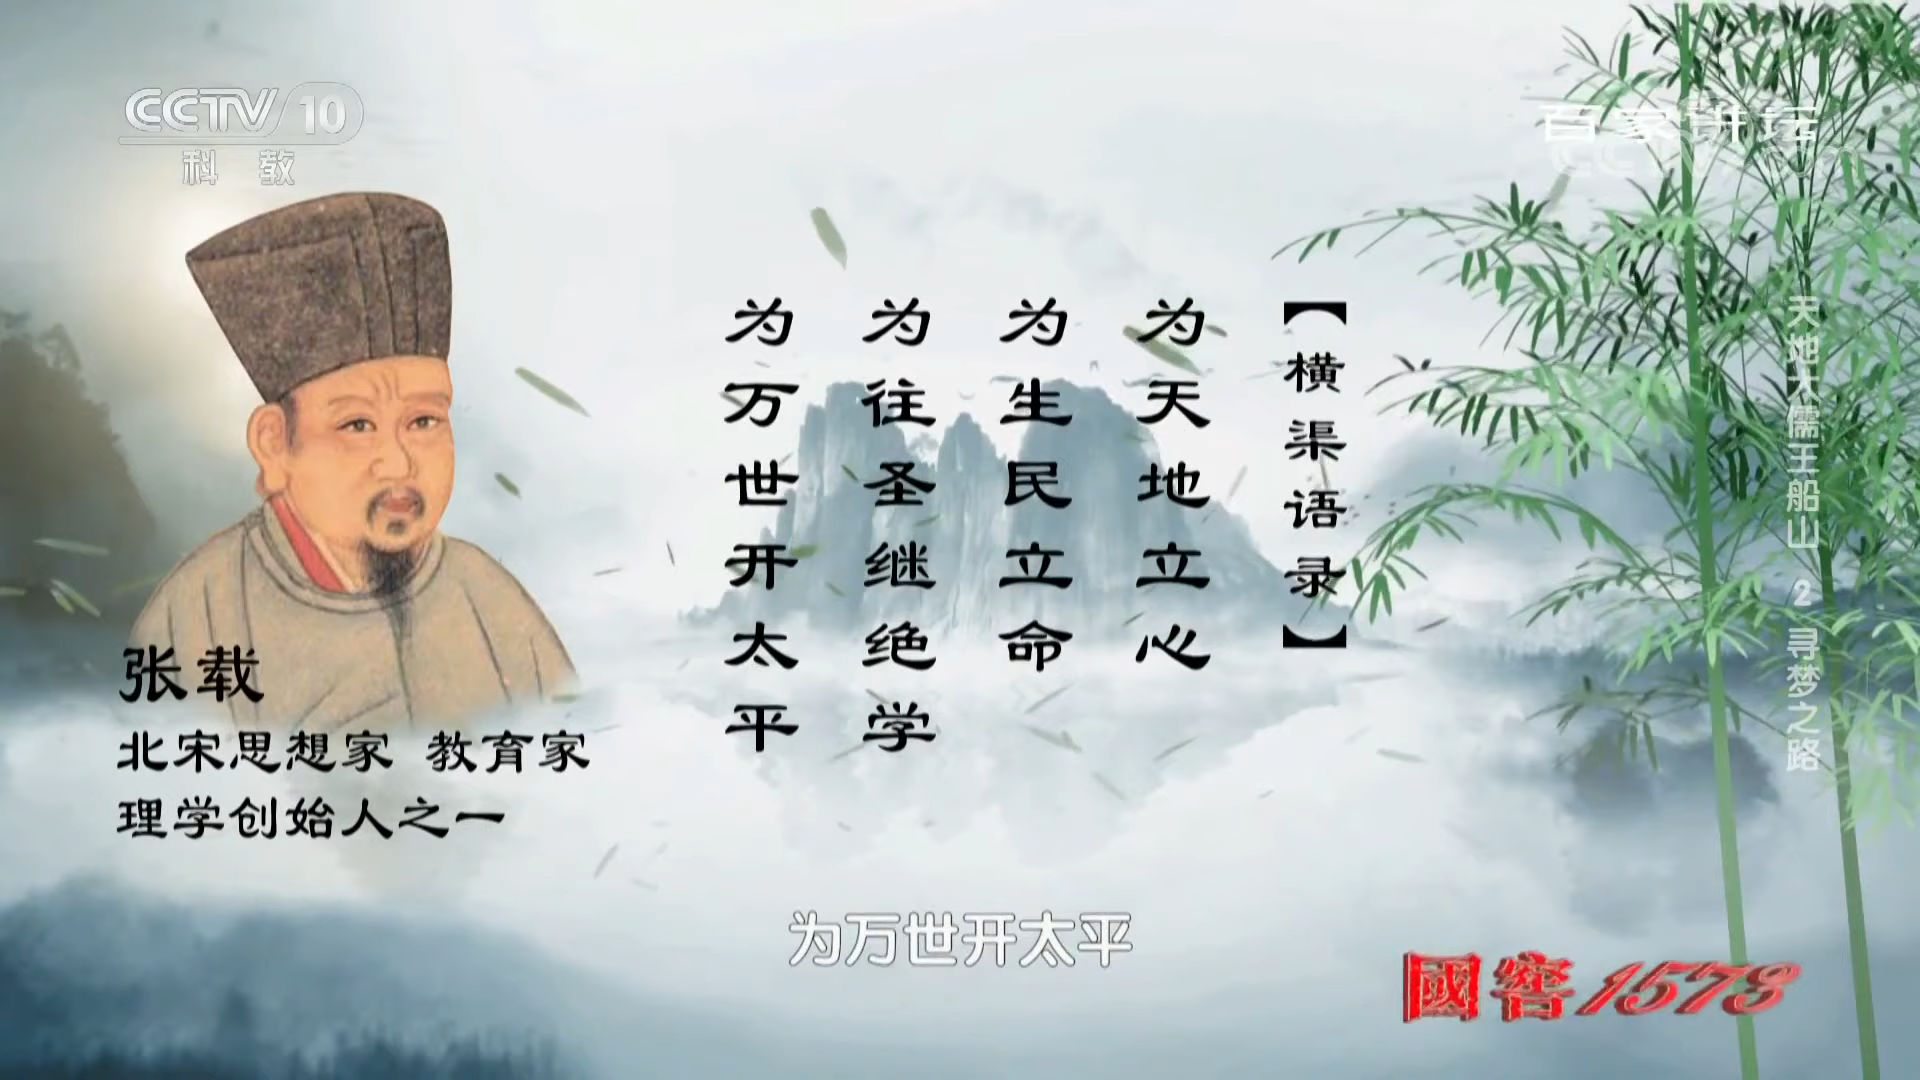 CCTV 10
科教
百家讲坛
【横渠语录】
为天地立心
为生民立命
为往圣继绝学
为万世开太平
张载
北宋思想家 教育家
理学创始人之一
天地大儒王船山 2 寻梦之路
为万世开太平
國窖1573